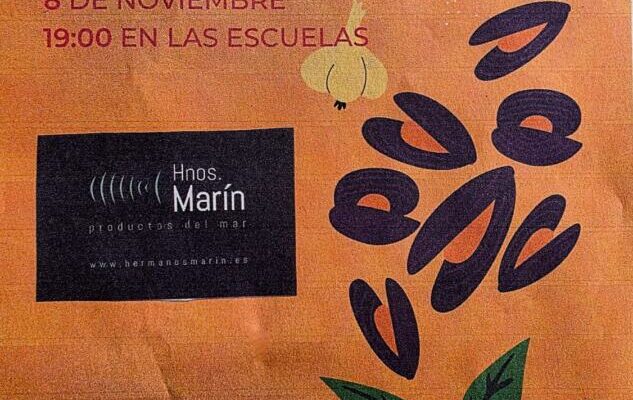 8 DE NOVIEMBRE
19:00 EN LAS ESCUELAS
Hnos.
Marín
productos del mar
www.hermanosmarin.es